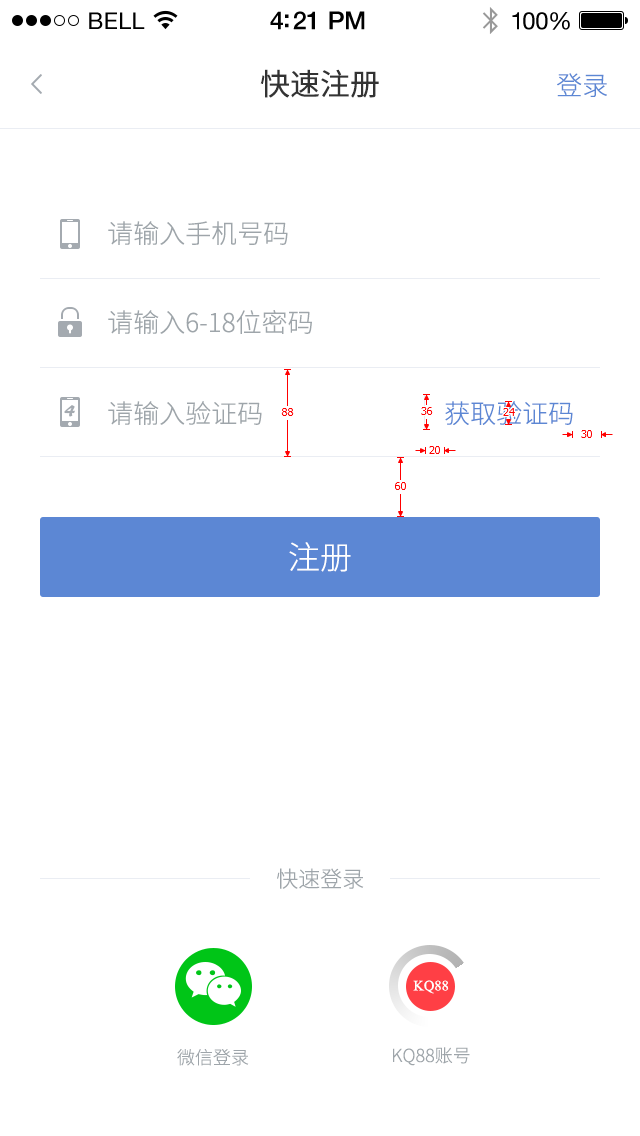 BELL 4:21 PM 100%
快速注册 登录
请输入手机号码
请输入6-18位密码
4 请输入验证码 88 36 获取验证码 24
30
20
60
注册
快速登录
KQ88
微信登录 KQ88账号